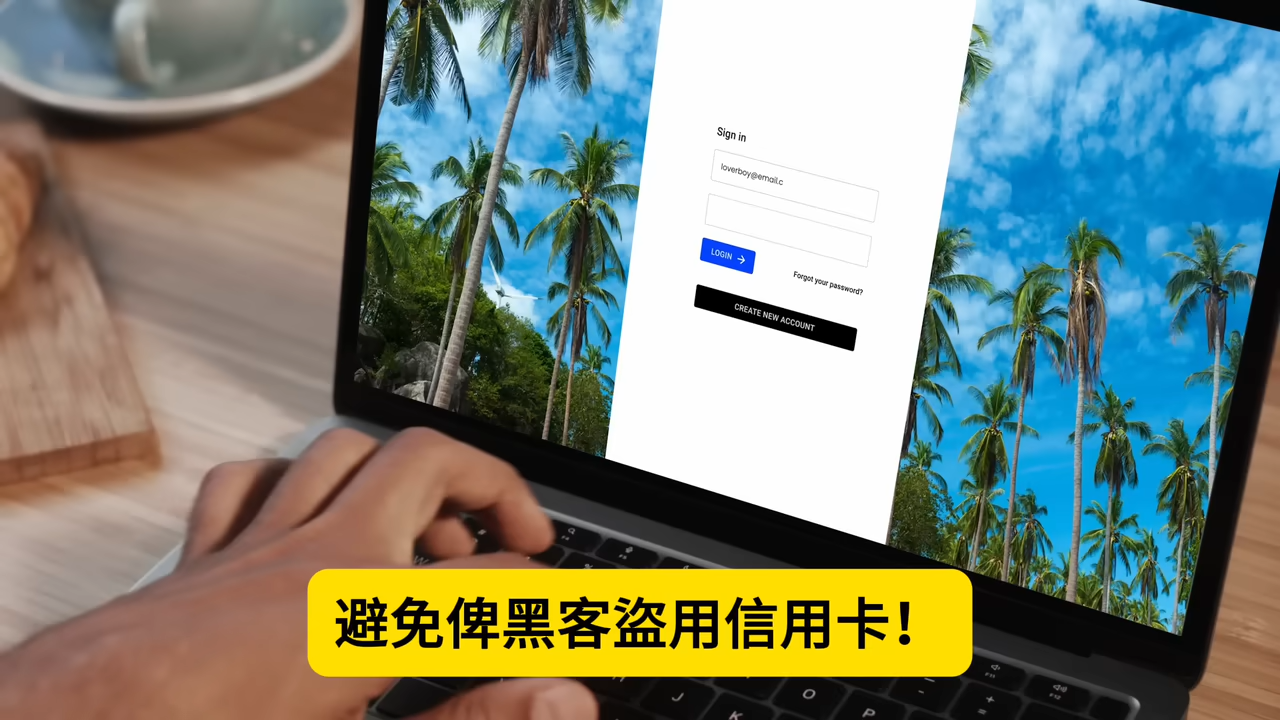 Sign in
loverboy@email.c
LOGIN →
Forgot your password?
CREATE NEW ACCOUNT
避免俾黑客盜用信用卡！
J
O
K
P